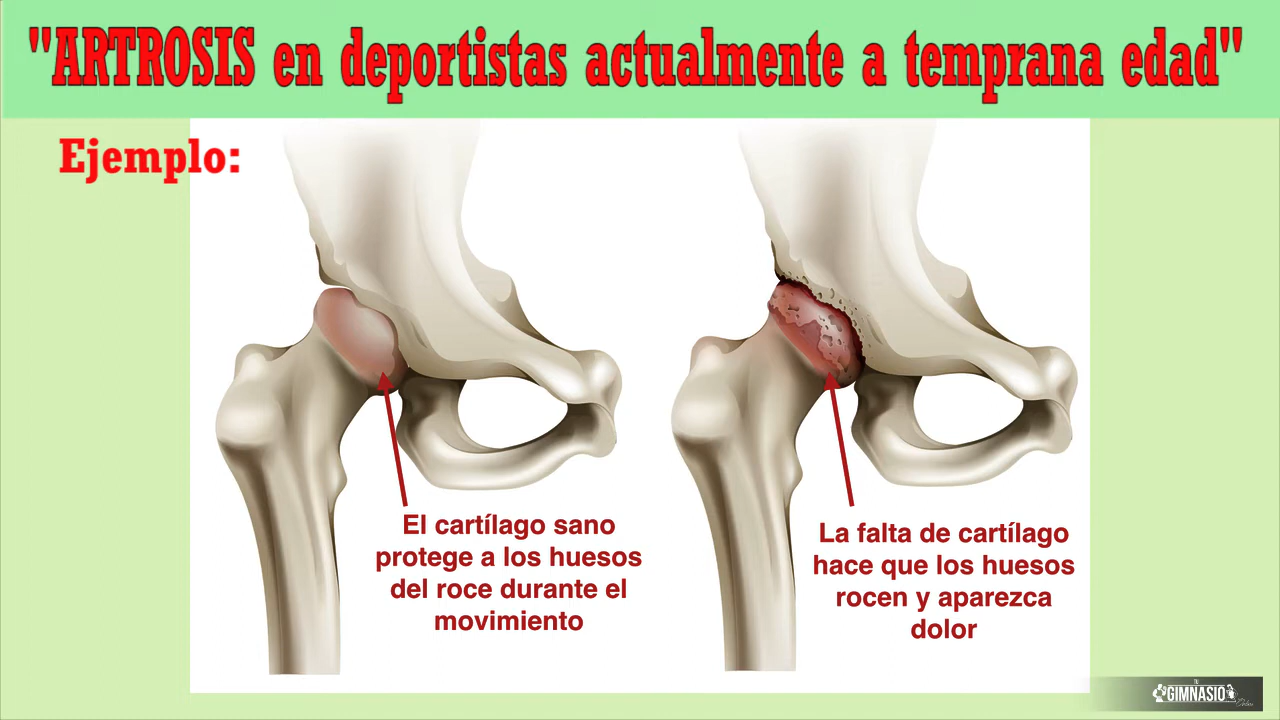 "ARTROSIS en deportistas actualmente a temprana edad"
Ejemplo:
El cartílago sano
protege a los huesos
del roce durante el
movimiento
La falta de cartílago
hace que los huesos
rocen y aparezca
dolor
GIMNASIO